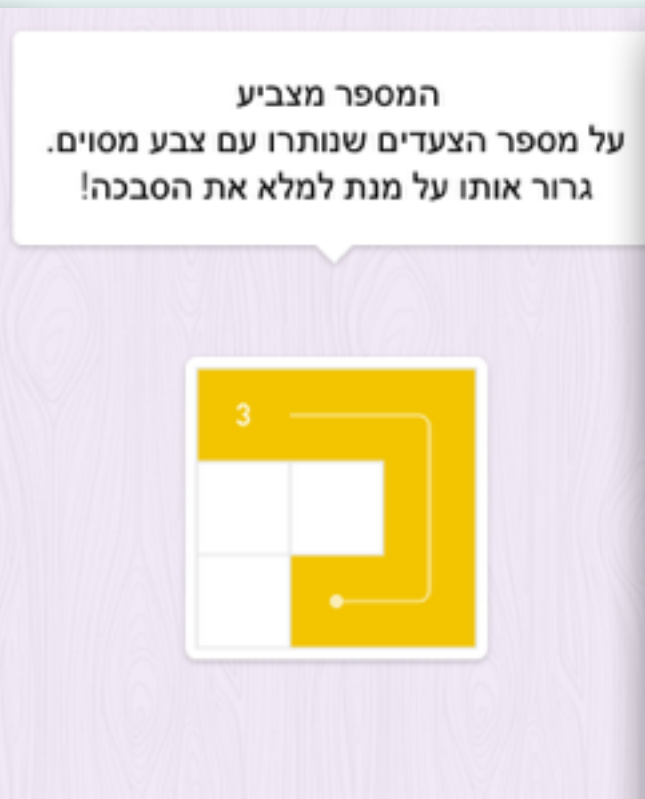 המספר מצביע
על מספר הצעדים שנותרו עם צבע מסוים.
גרור אותו על מנת למלא את הסבכה!
3